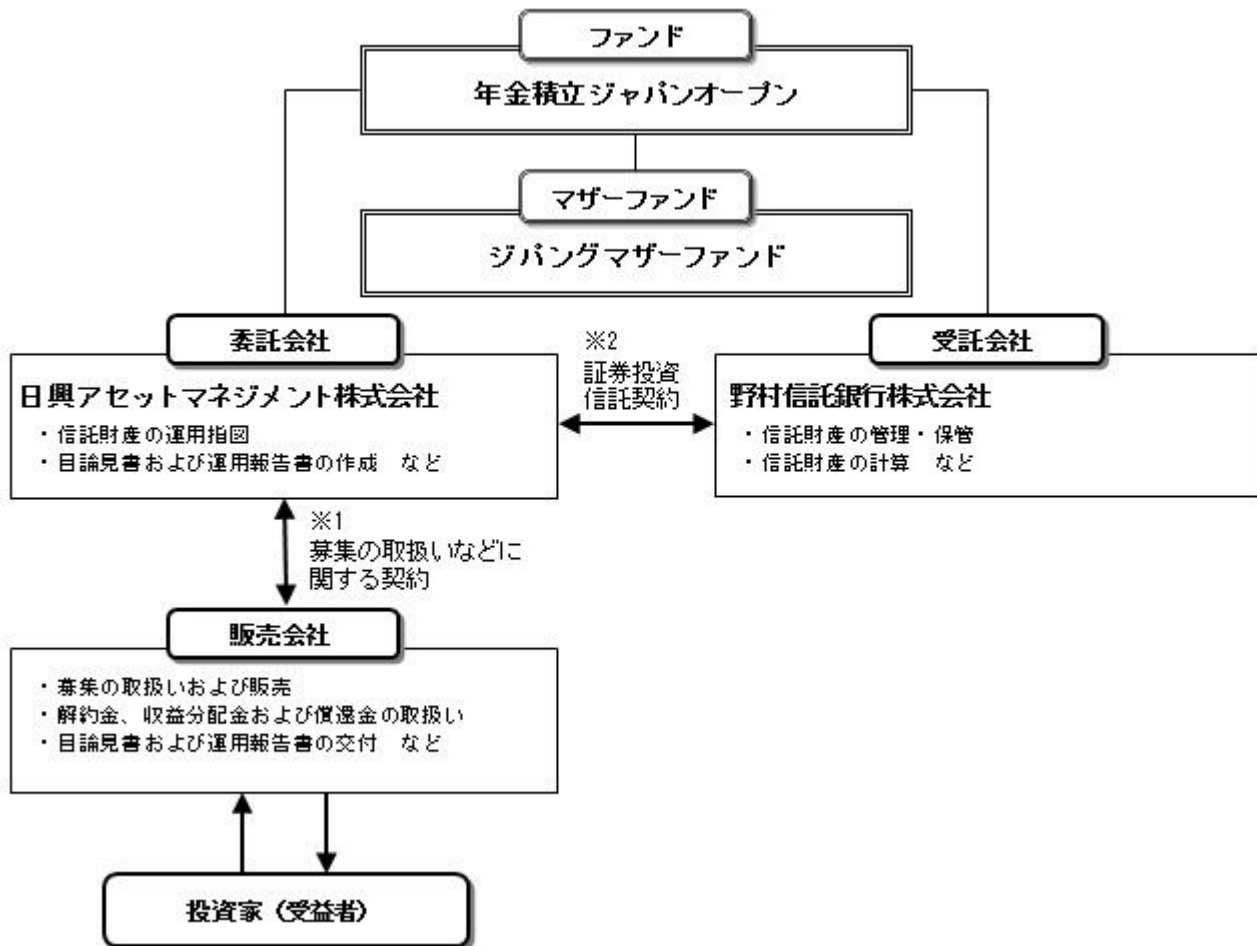 ファンド
年金積立ジャパンオープン
マザーファンド
ジパングマザーファンド
委託会社
日興アセットマネジメント株式会社
・信託財産の運用指図
・目論見書および運用報告書の作成 など
※2
証券投資
信託契約
受託会社
野村信託銀行株式会社
・信託財産の管理・保管
・信託財産の計算 など
※1
募集の取扱いなどに
関する契約
販売会社
・募集の取扱いおよび販売
・解約金、収益分配金および償還金の取扱い
・目論見書および運用報告書の交付 など
投資家（受益者）